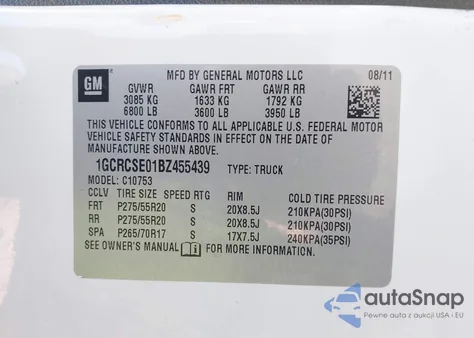 GM
MFD BY GENERAL MOTORS LLC 08/11
GVWR GAWR FRT GAWR RR
3085 KG 1633 KG 1792 KG
6800 LB 3600 LB 3950 LB
THIS VEHICLE CONFORMS TO ALL APPLICABLE U.S. FEDERAL MOTOR
VEHICLE SAFETY STANDARDS IN EFFECT ON THE DATE OF
MANUFACTURE SHOWN ABOVE.
1GCRCSE01BZ455439 TYPE: TRUCK
MODEL: C10753
CCLV TIRE SIZE SPEED RTG RIM COLD TIRE PRESSURE
FRT P275/55R20 S 20X8.5J 210KPA(30PSI)
RR P275/55R20 S 20X8.5J 210KPA(30PSI)
SPA P265/70R17 S 17X7.5J 240KPA(35PSI)
SEE OWNER'S MANUAL FOR MORE INFORMATION
autoSnap
Pewne auta z aukcji USA i EU